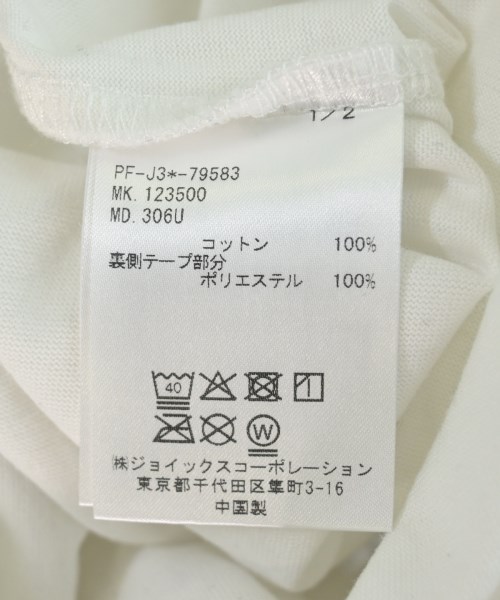 1/2
PF-J3*-79583
MK. 123500
MD. 306U
コットン 100%
裏側テープ部分
ポリエステル 100%
40
W
㈱ジョイックスコーポレーション
東京都千代田区隼町3-16
中国製